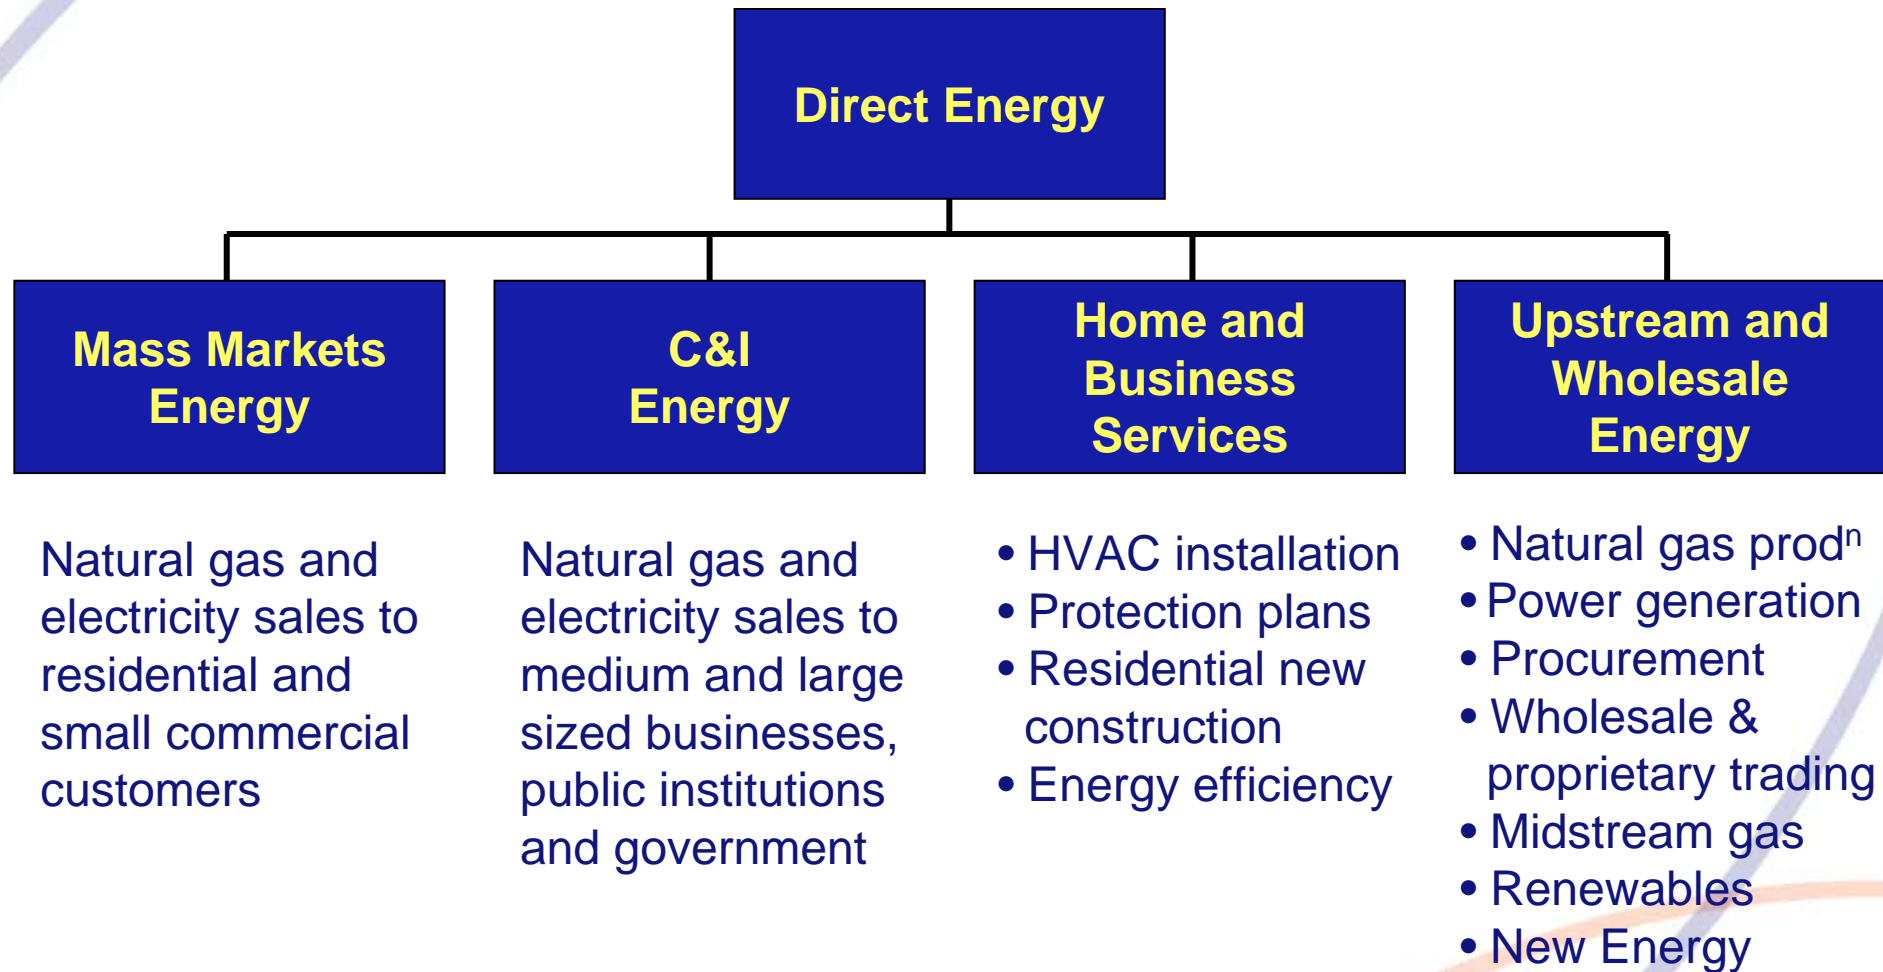 Direct Energy
Mass Markets
Energy
C&I
Energy
Home and
Business
Services
Upstream and
Wholesale
Energy
Natural gas and
electricity sales to
residential and
small commercial
customers
Natural gas and
electricity sales to
medium and large
sized businesses,
public institutions
and government
• HVAC installation
• Protection plans
• Residential new
construction
• Energy efficiency
• Natural gas prodⁿ
• Power generation
• Procurement
• Wholesale &
proprietary trading
• Midstream gas
• Renewables
• New Energy